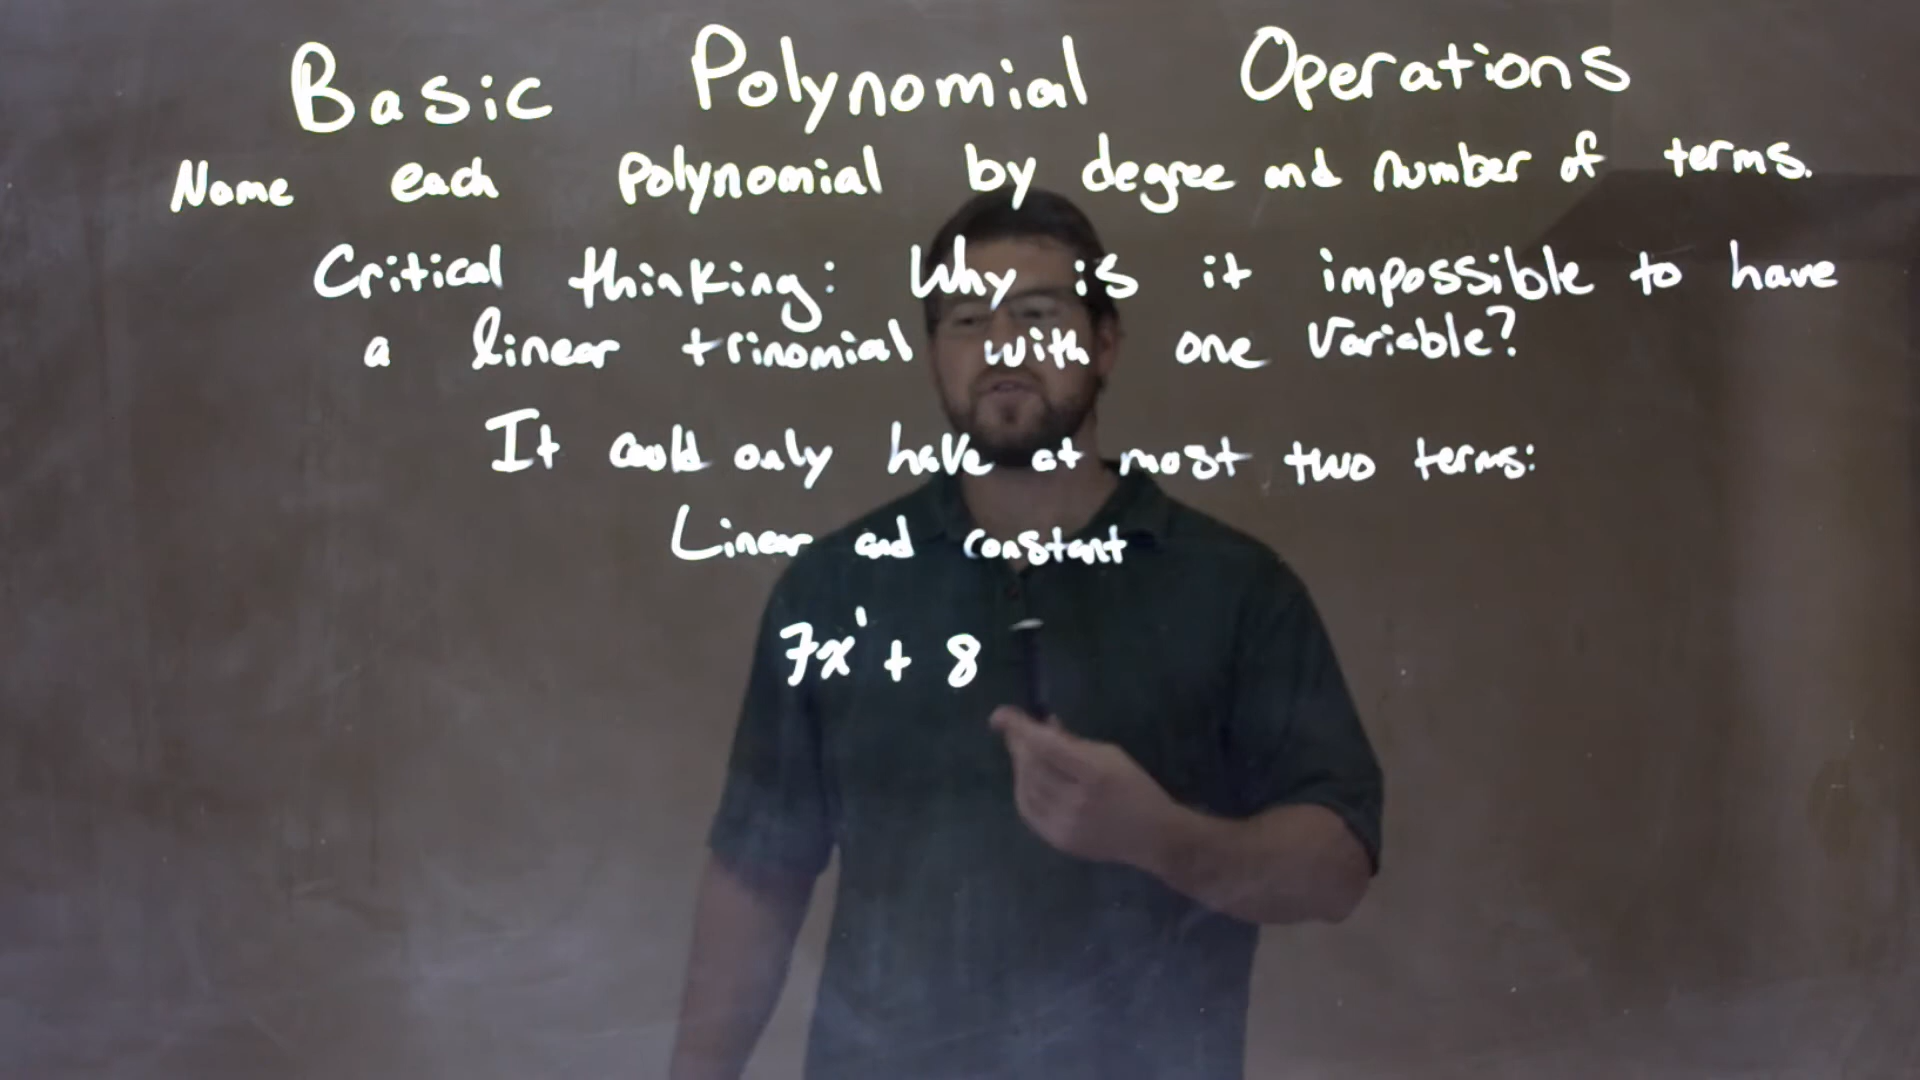 Basic Polynomial Operations
Name each polynomial by degree and number of terms.
Critical thinking: Why is it impossible to have
a linear trinomial with one variable?
It could only have at most two terms:
Linear and constant
7x¹ + 8